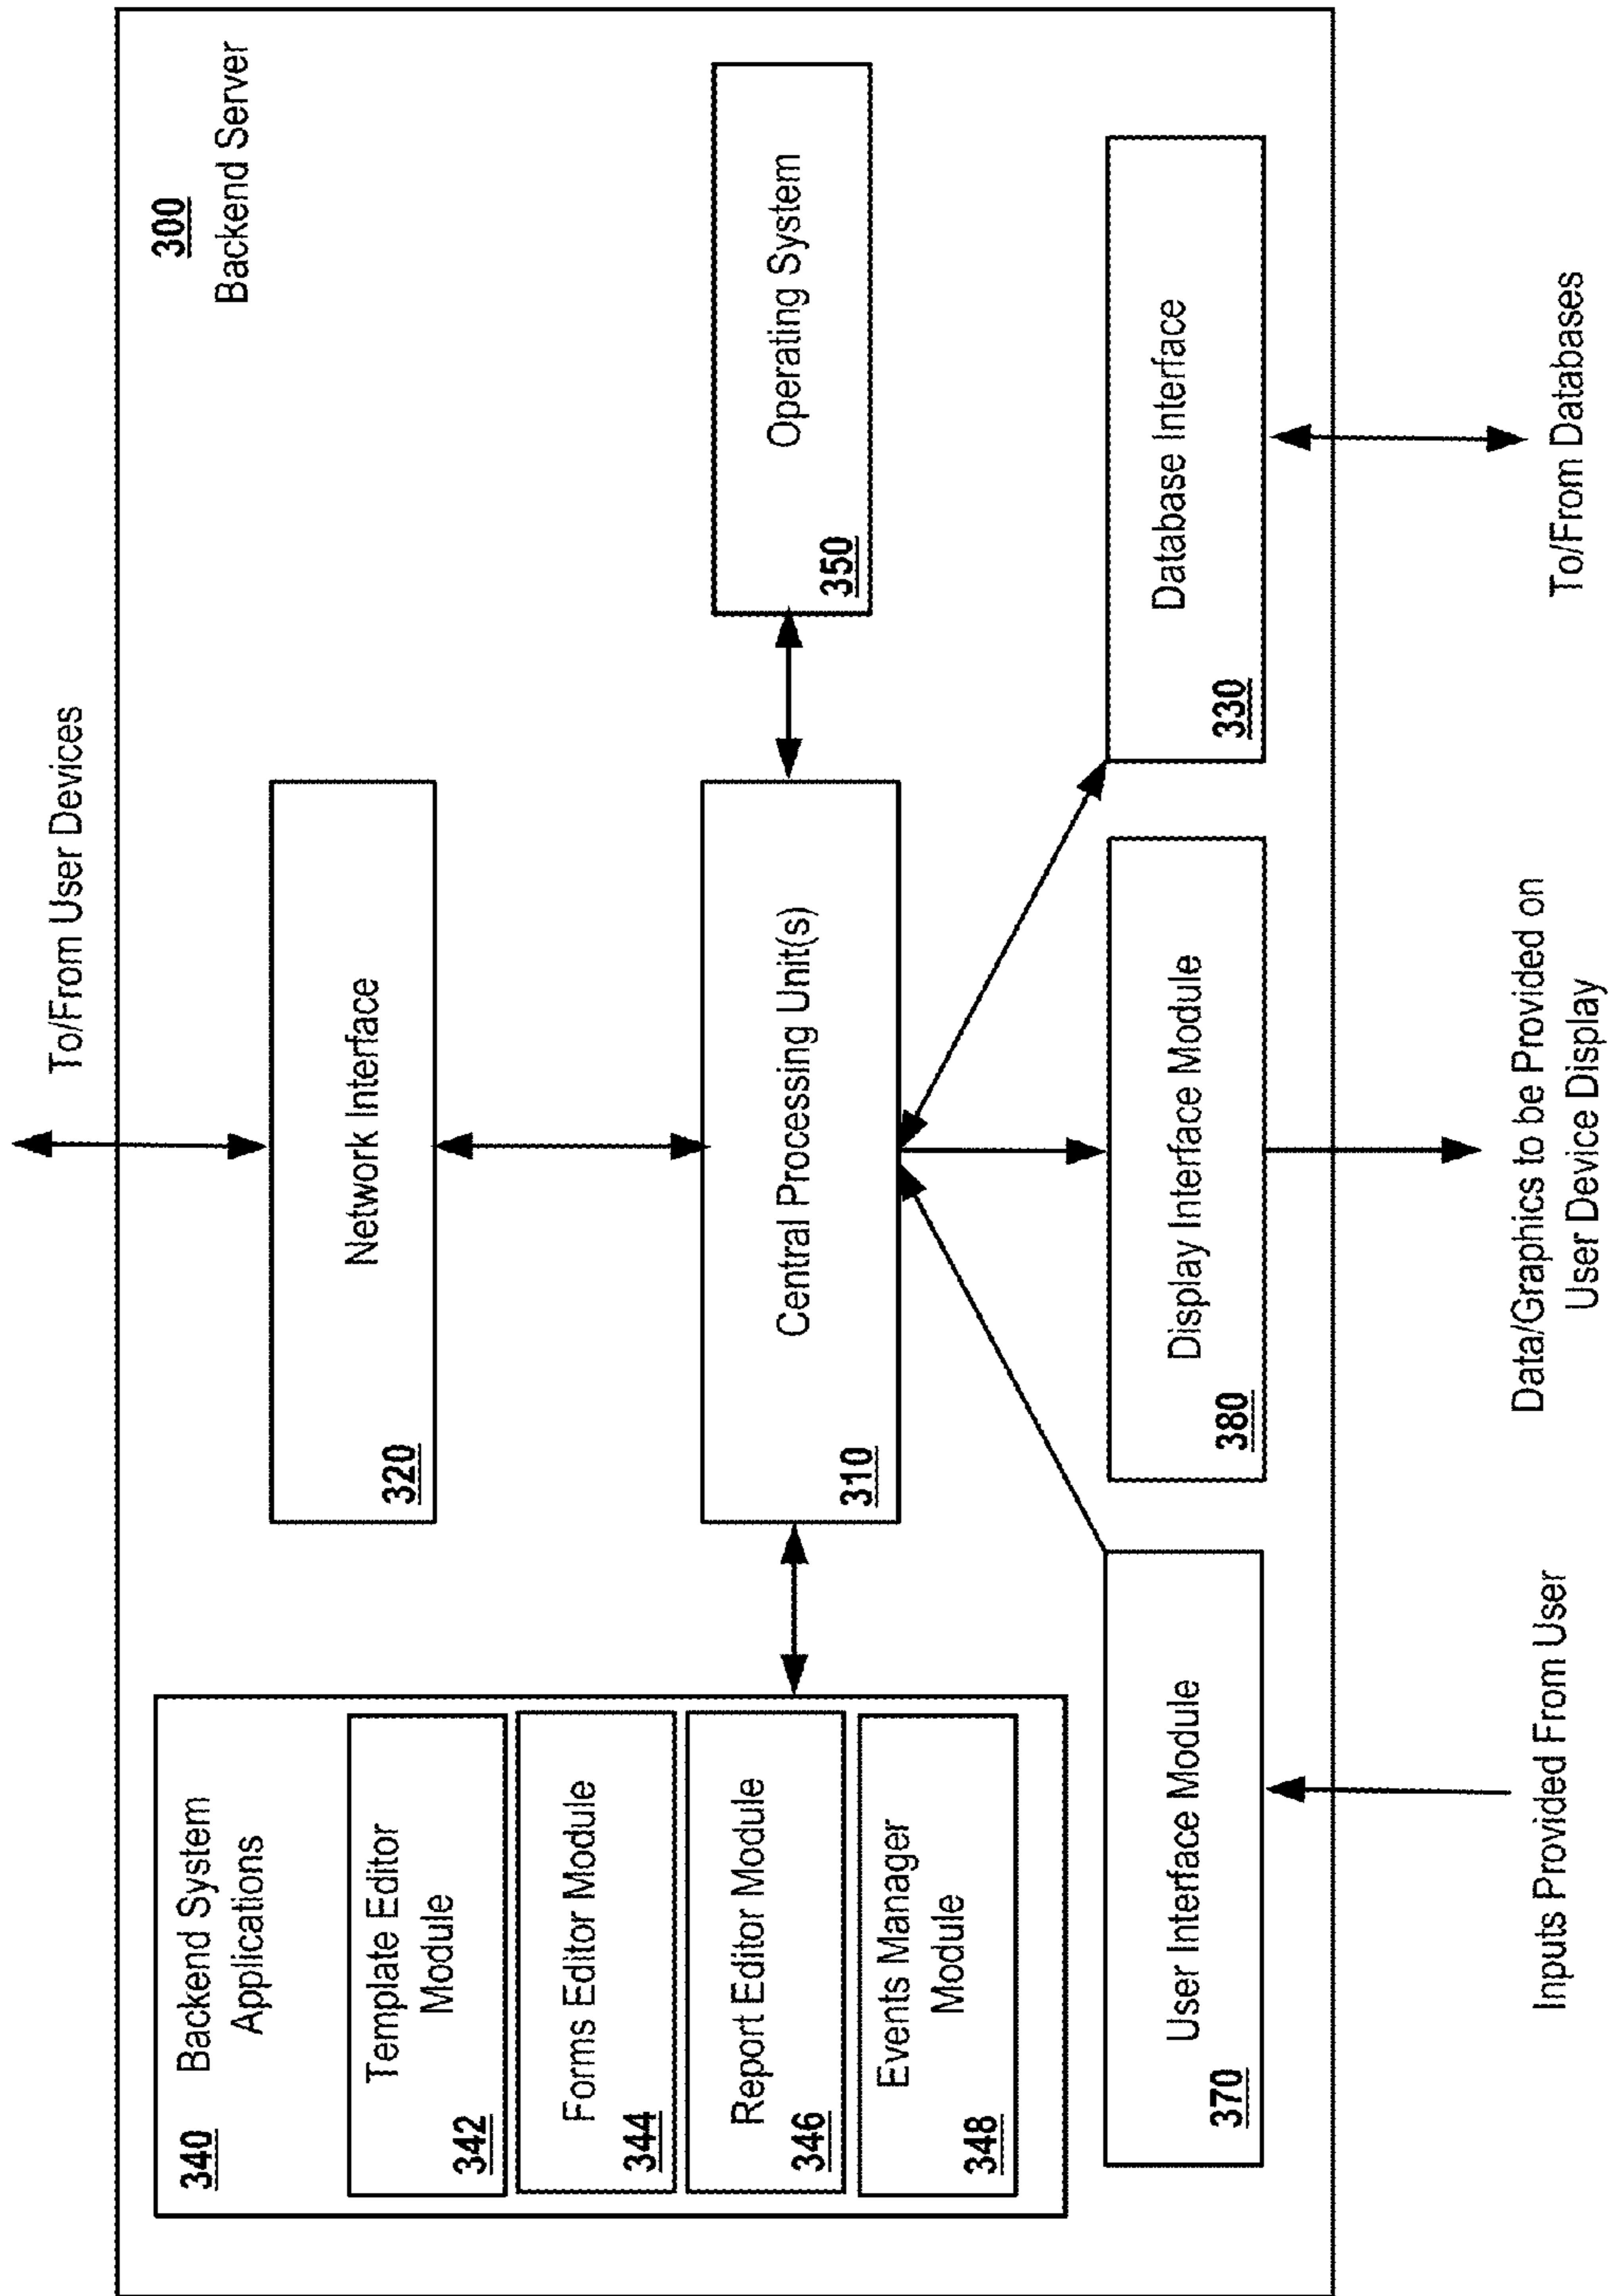 To/From User Devices
300
Backend Server
340 Backend System
Applications
Network Interface
320
Template Editor
Module
342
Forms Editor Module
344
Report Editor Module
346
Events Manager
Module
348
Central Processing Unit(s)
310
Operating System
350
User Interface Module
370
Display Interface Module
380
Database Interface
330
Inputs Provided From User
Data/Graphics to be Provided on
User Device Display
To/From Databases